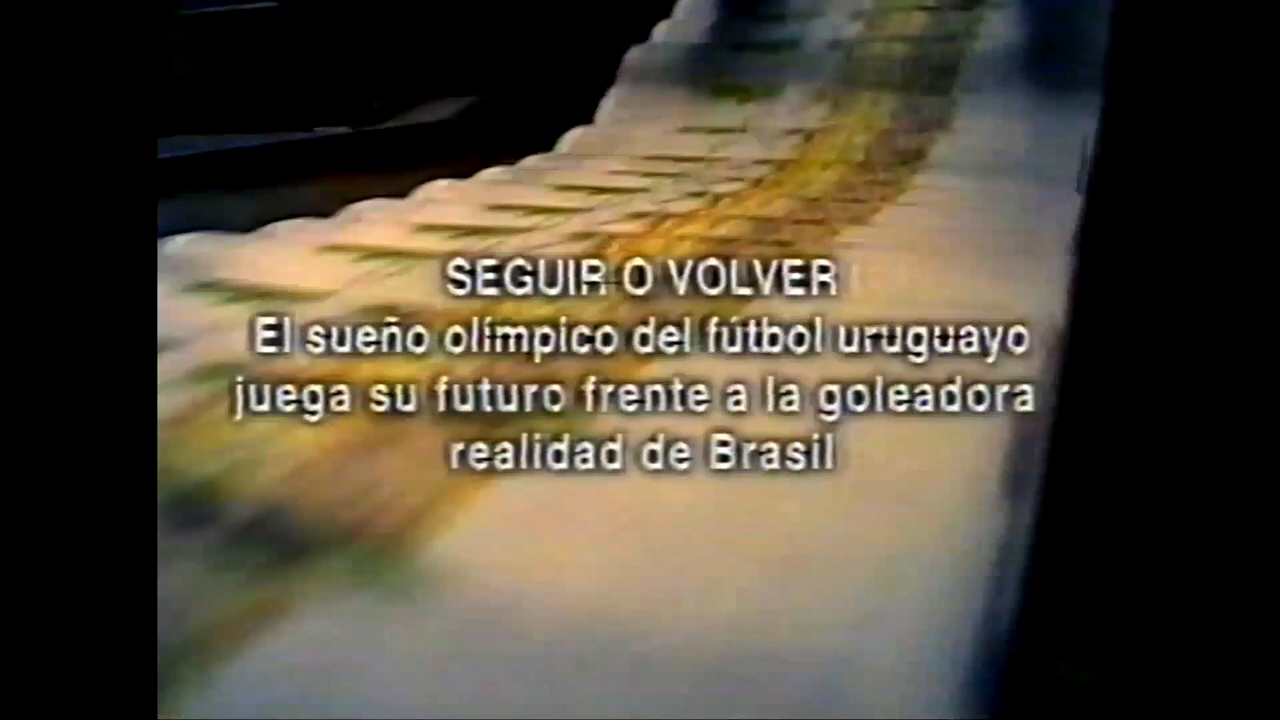 SEGUIR O VOLVER
El sueño olímpico del fútbol uruguayo
juega su futuro frente a la goleadora
realidad de Brasil